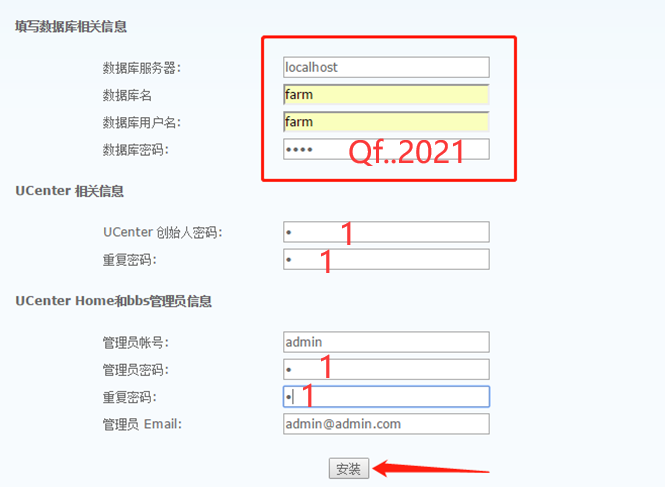 填写数据库相关信息
数据库服务器: localhost
数据库名 farm
数据库用户名: farm
数据库密码: •••• Qf..2021
UCenter 相关信息
UCenter 创始人密码: • 1
重复密码: • 1
UCenter Home和bbs管理员信息
管理员帐号: admin
管理员密码: • 1
重复密码: • 1
管理员 Email: admin@admin.com
安装